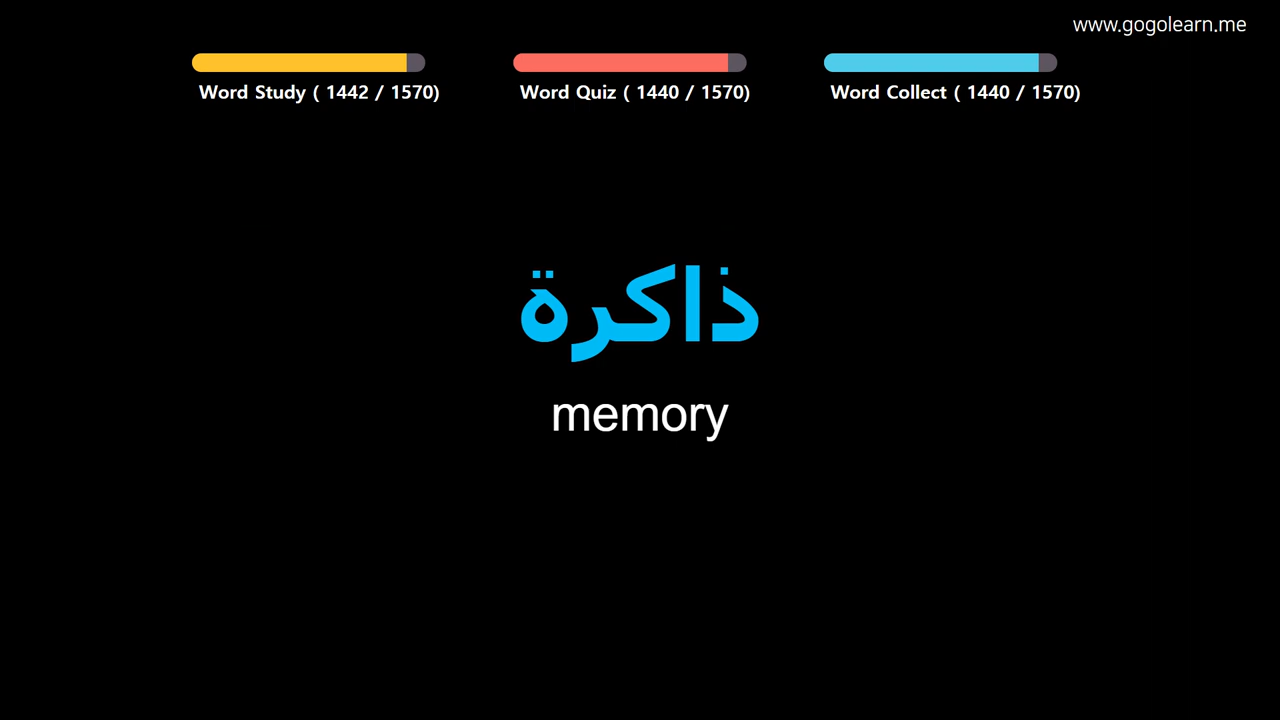 www.gogolearn.me
Word Study ( 1442 / 1570)
Word Quiz ( 1440 / 1570)
Word Collect ( 1440 / 1570)
ذاكرة
memory